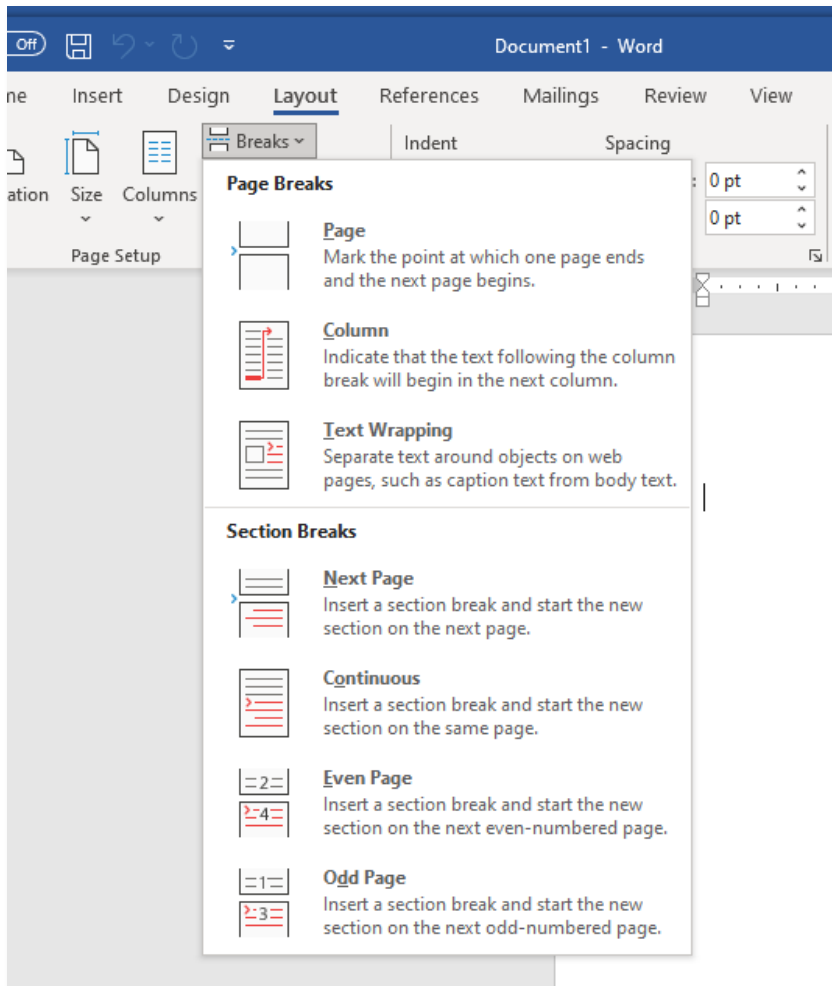 Off Document1 - Word
Insert Design Layout References Mailings Review View
Breaks Indent Spacing
Size Columns
0 pt
0 pt
Page Setup
Page Breaks
Page
Mark the point at which one page ends
and the next page begins.
Column
Indicate that the text following the column
break will begin in the next column.
Text Wrapping
Separate text around objects on web
pages, such as caption text from body text.
Section Breaks
Next Page
Insert a section break and start the new
section on the next page.
Continuous
Insert a section break and start the new
section on the same page.
=2=
Even Page
4=
Insert a section break and start the new
section on the next even-numbered page.
=1=
Odd Page
3=
Insert a section break and start the new
section on the next odd-numbered page.